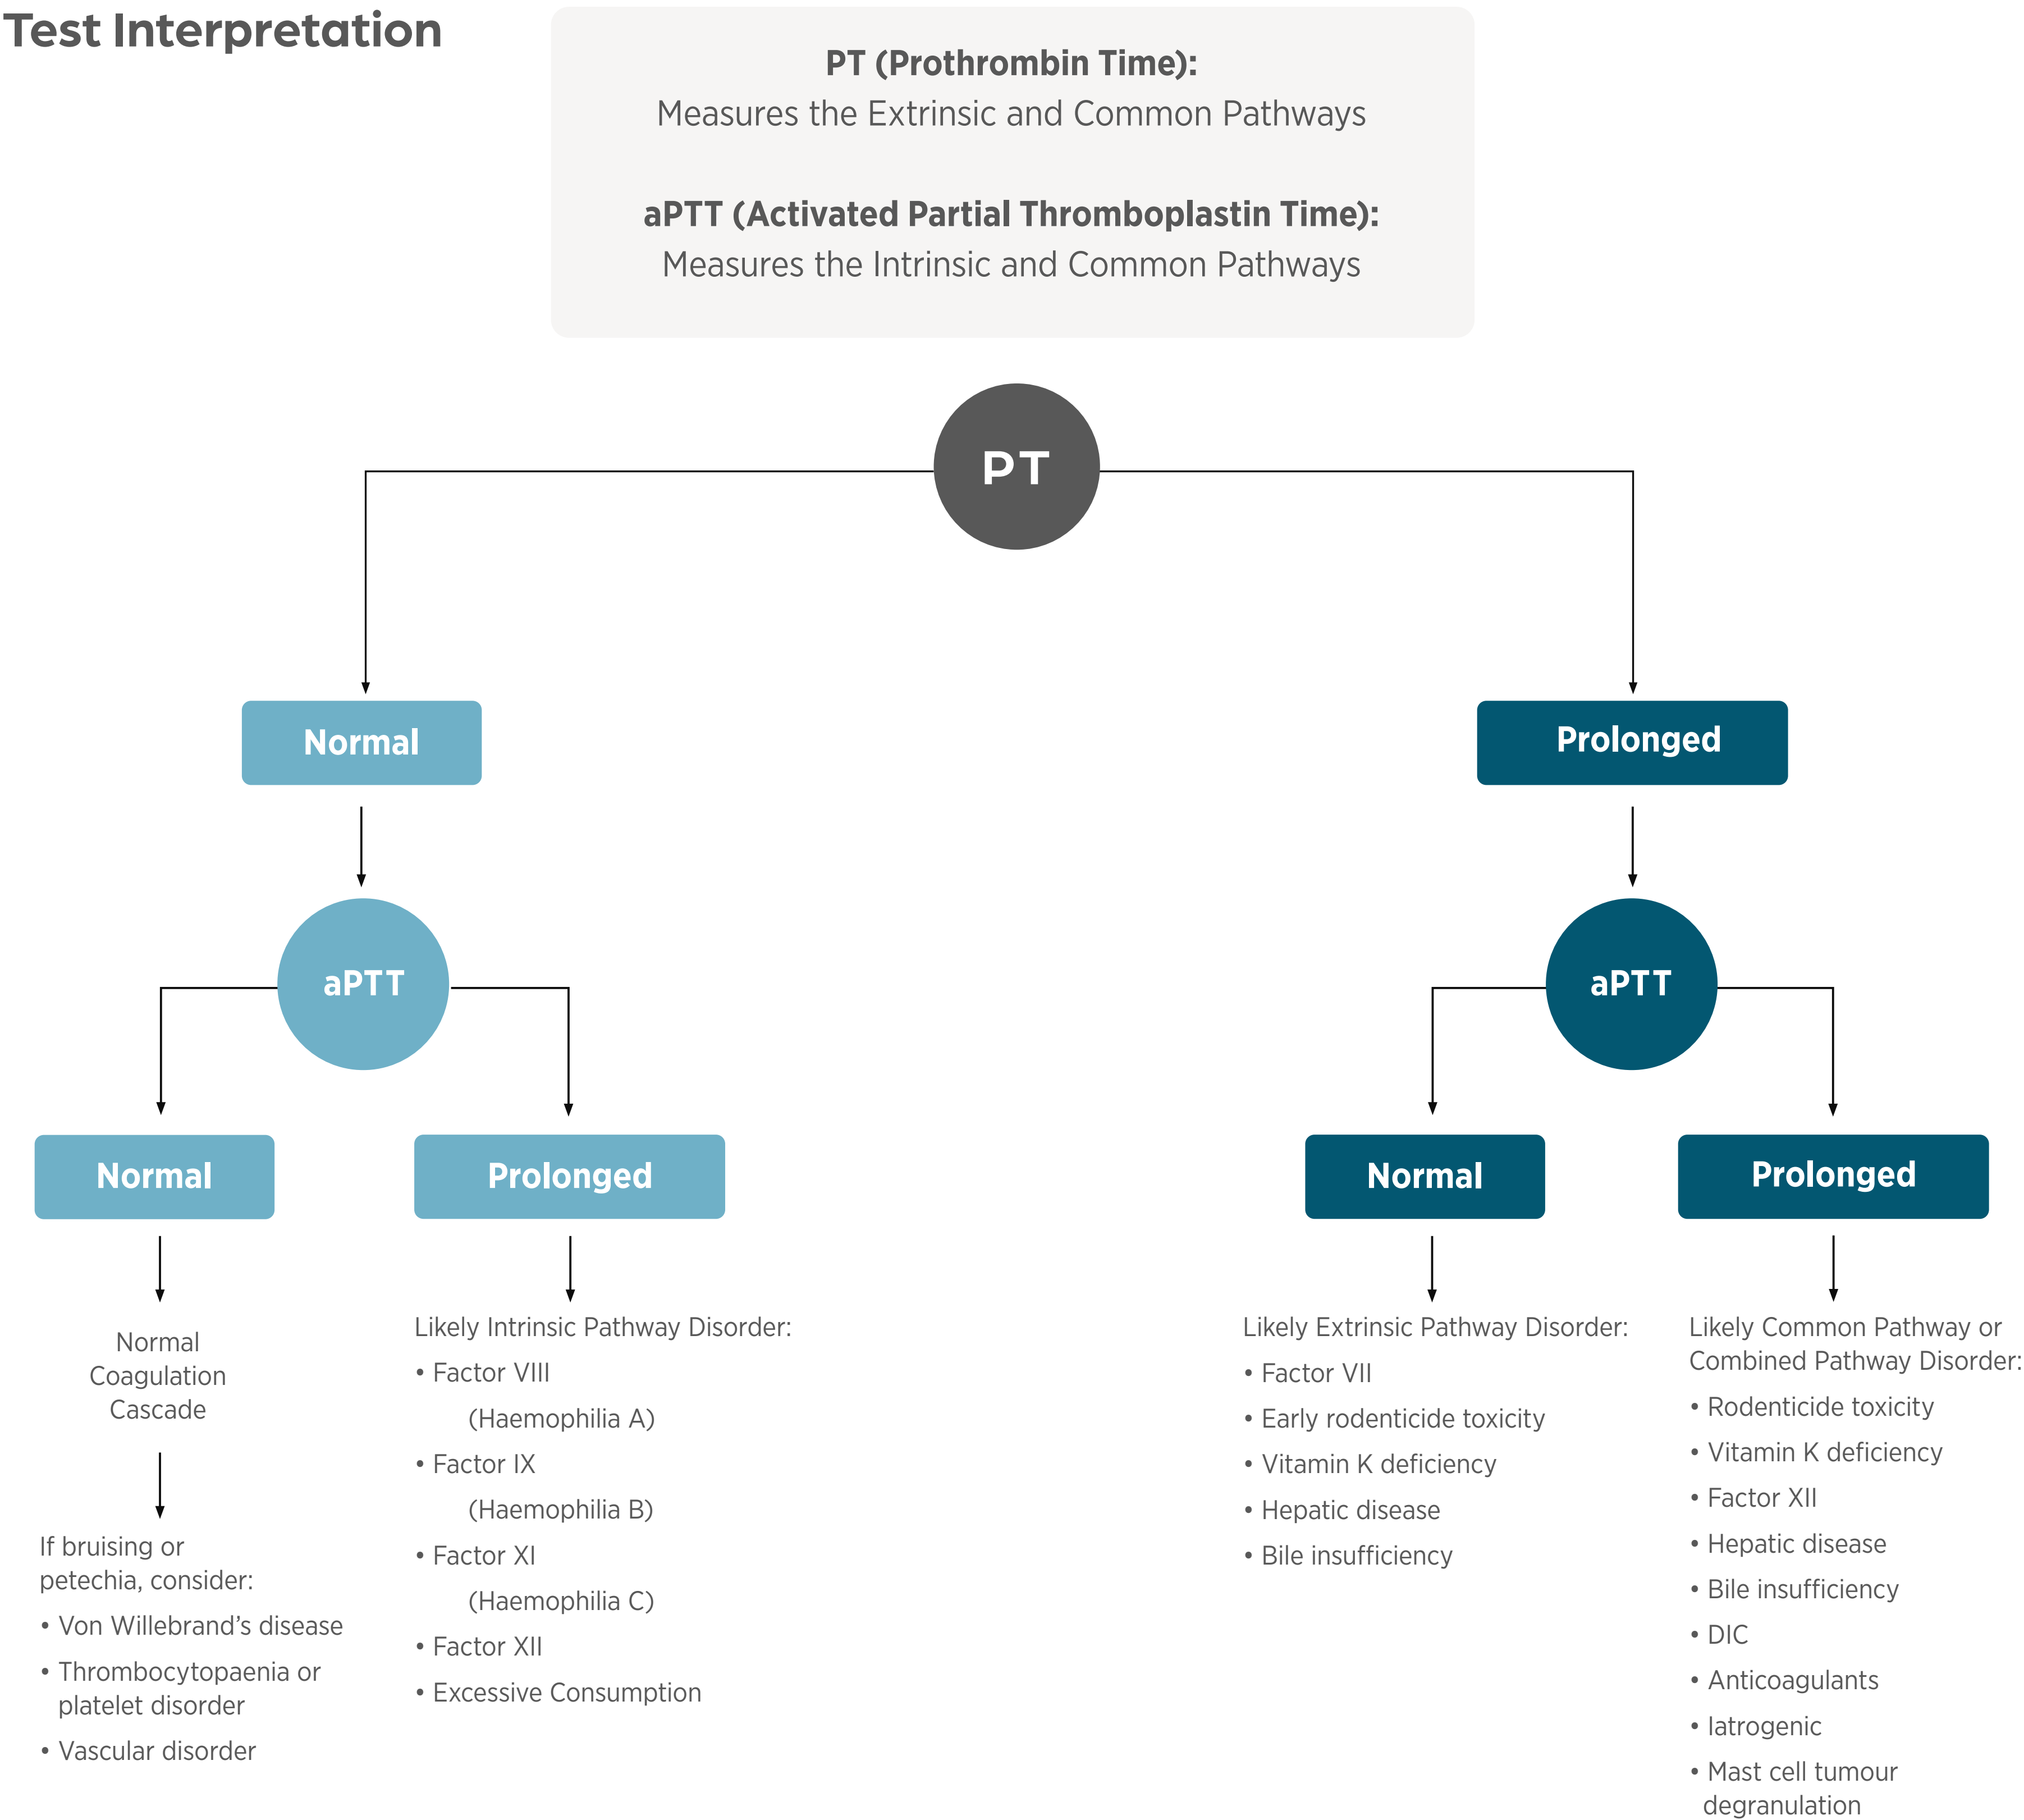 Test Interpretation
PT (Prothrombin Time):
Measures the Extrinsic and Common Pathways
aPTT (Activated Partial Thromboplastin Time):
Measures the Intrinsic and Common Pathways
PT
Normal
Prolonged
aPTT
aPTT
Normal
Prolonged
Normal
Prolonged
Normal
Coagulation
Cascade
If bruising or
petechia, consider:
• Von Willebrand’s disease
• Thrombocytopaenia or
platelet disorder
• Vascular disorder
Likely Intrinsic Pathway Disorder:
• Factor VIII
(Haemophilia A)
• Factor IX
(Haemophilia B)
• Factor XI
(Haemophilia C)
• Factor XII
• Excessive Consumption
Likely Extrinsic Pathway Disorder:
• Factor VII
• Early rodenticide toxicity
• Vitamin K deficiency
• Hepatic disease
• Bile insufficiency
Likely Common Pathway or
Combined Pathway Disorder:
• Rodenticide toxicity
• Vitamin K deficiency
• Factor XII
• Hepatic disease
• Bile insufficiency
• DIC
• Anticoagulants
• Iatrogenic
• Mast cell tumour
degranulation